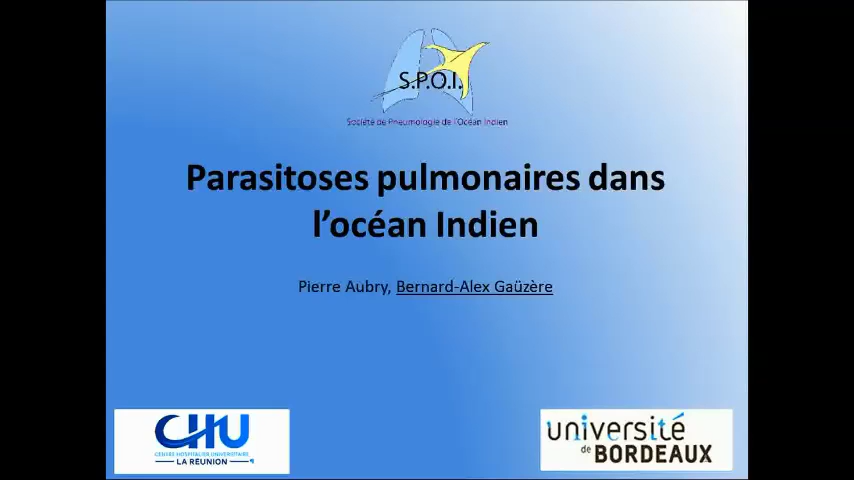 S.P.O.I.
Société de Pneumologie de l'Océan Indien
Parasitoses pulmonaires dans
l'océan Indien
Pierre Aubry, Bernard-Alex Gaüzère
CHU
CENTRE HOSPITALIER UNIVERSITAIRE
LA RÉUNION
université
de BORDEAUX